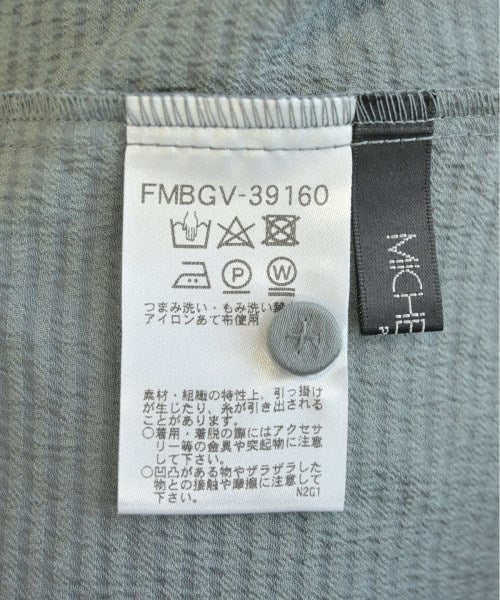 FMBGV-39160
P
W
つまみ洗い・もみ洗い
アイロンあて布使用
MICHE
素材・組織の特性上、引っ掛け
が生じたり、糸が引き出される
ことがあります。
○着用・着脱の際にはアクセサ
リー等の金具や突起物に注意
して下さい。
○凹凸がある物やザラザラした
物との接触や摩擦に注意して
下さい。
N2G1